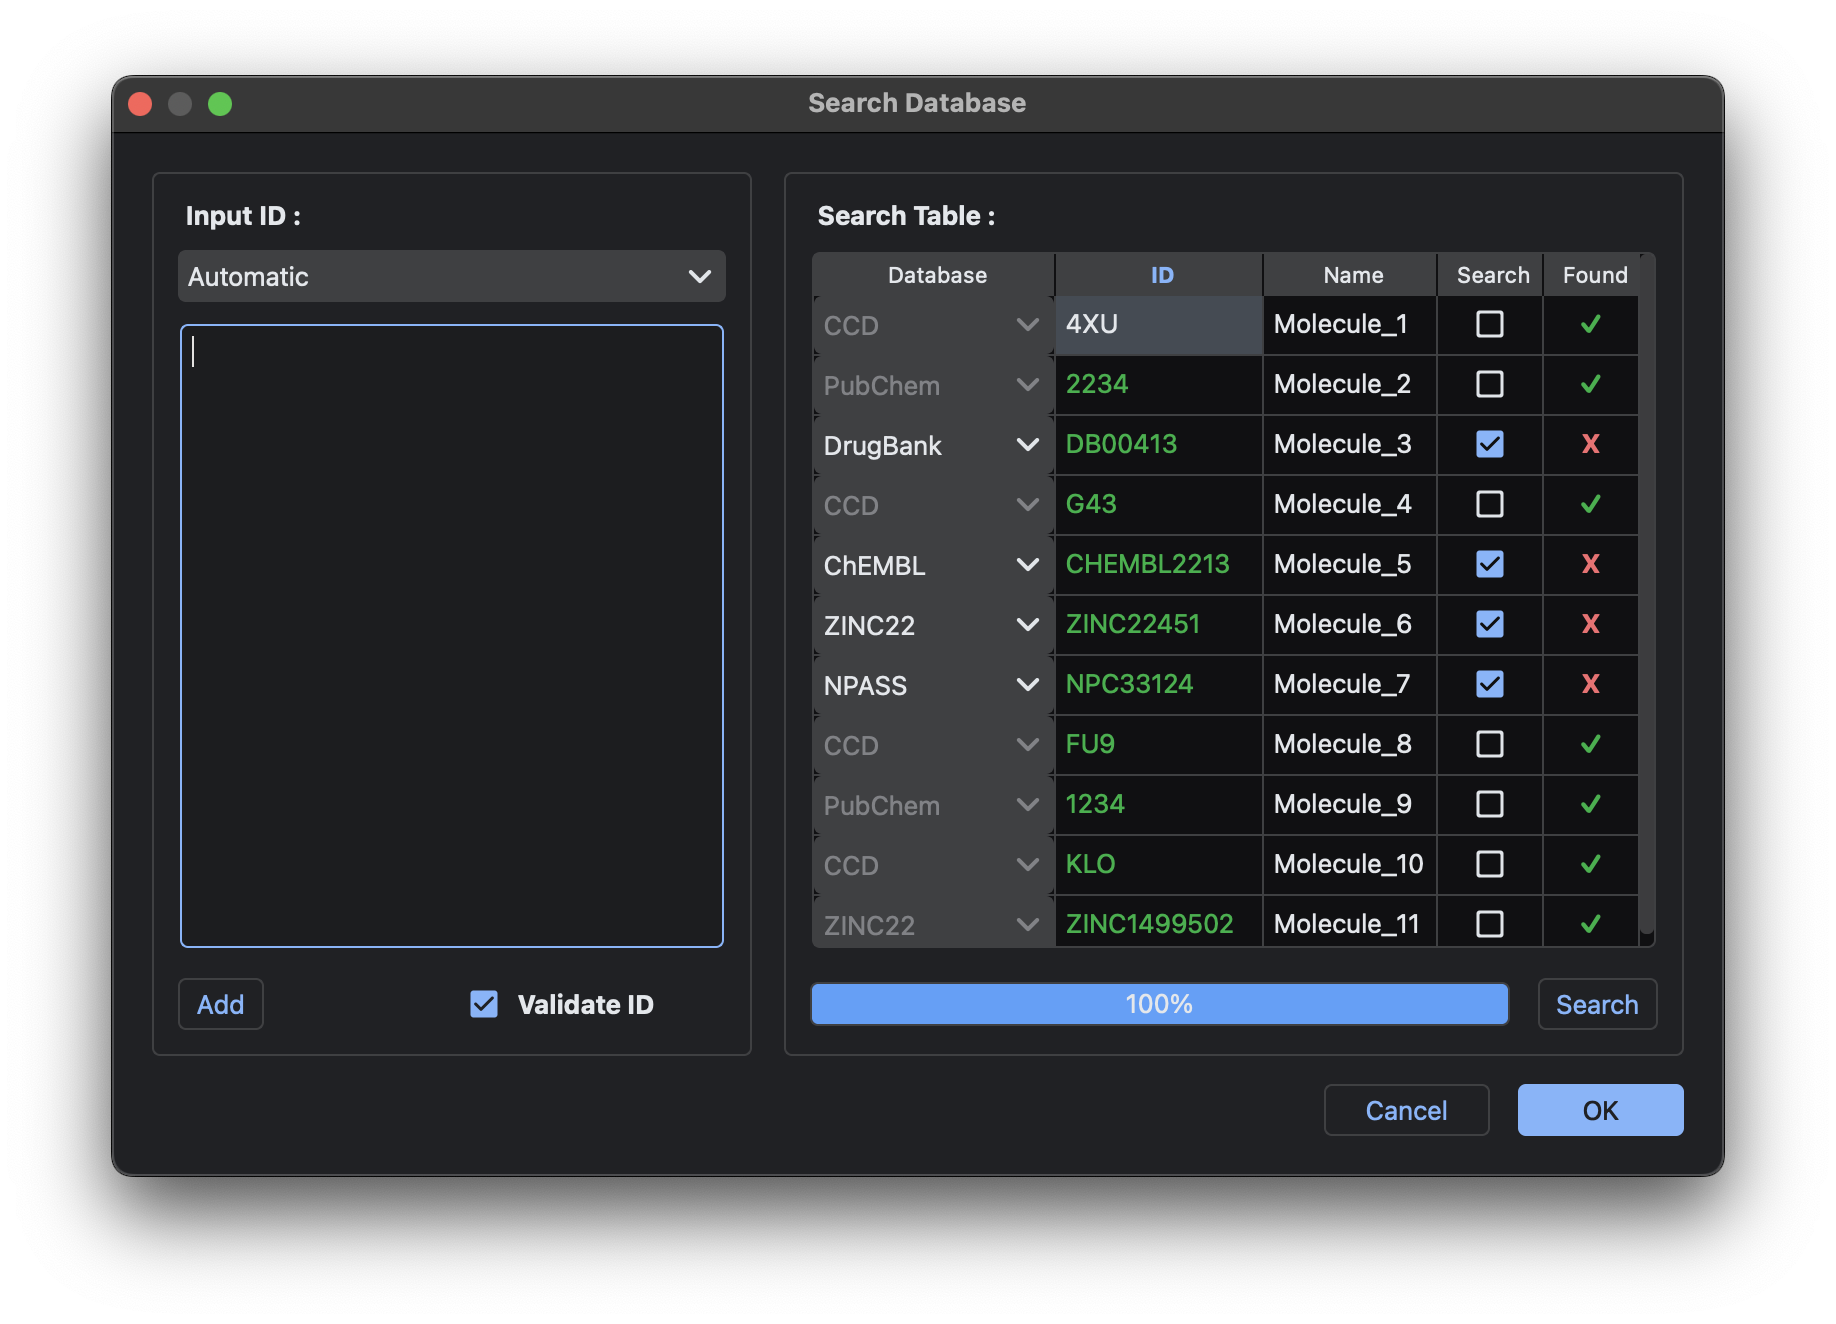 Search Database
Input ID :
Automatic
Add
Validate ID
Search Table :
Database ID Name Search Found
CCD 4XU Molecule_1
PubChem 2234 Molecule_2
DrugBank DB00413 Molecule_3 X
CCD G43 Molecule_4
ChEMBL CHEMBL2213 Molecule_5 X
ZINC22 ZINC22451 Molecule_6 X
NPASS NPC33124 Molecule_7 X
CCD FU9 Molecule_8
PubChem 1234 Molecule_9
CCD KLO Molecule_10
ZINC22 ZINC1499502 Molecule_11
100%
Search
Cancel
OK